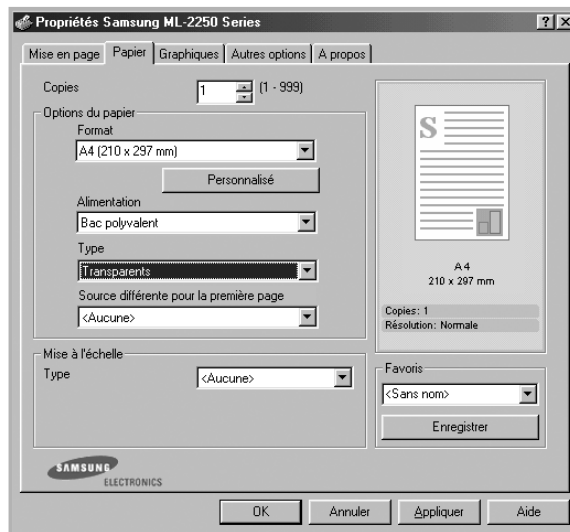 Propriétés Samsung ML-2250 Series
Mise en page Papier Graphiques Autres options A propos
Copies 1 (1 - 999)
Options du papier
Format
A4 (210 x 297 mm)
Personnalisé
Alimentation
Bac polyvalent
Type
Transparents
Source différente pour la première page
<Aucune>
S
A4
210 x 297 mm
Copies: 1
Résolution: Normale
Mise à l'échelle
Type <Aucune>
Favoris
<Sans nom>
Enregistrer
SAMSUNG
ELECTRONICS
OK Annuler Appliquer Aide